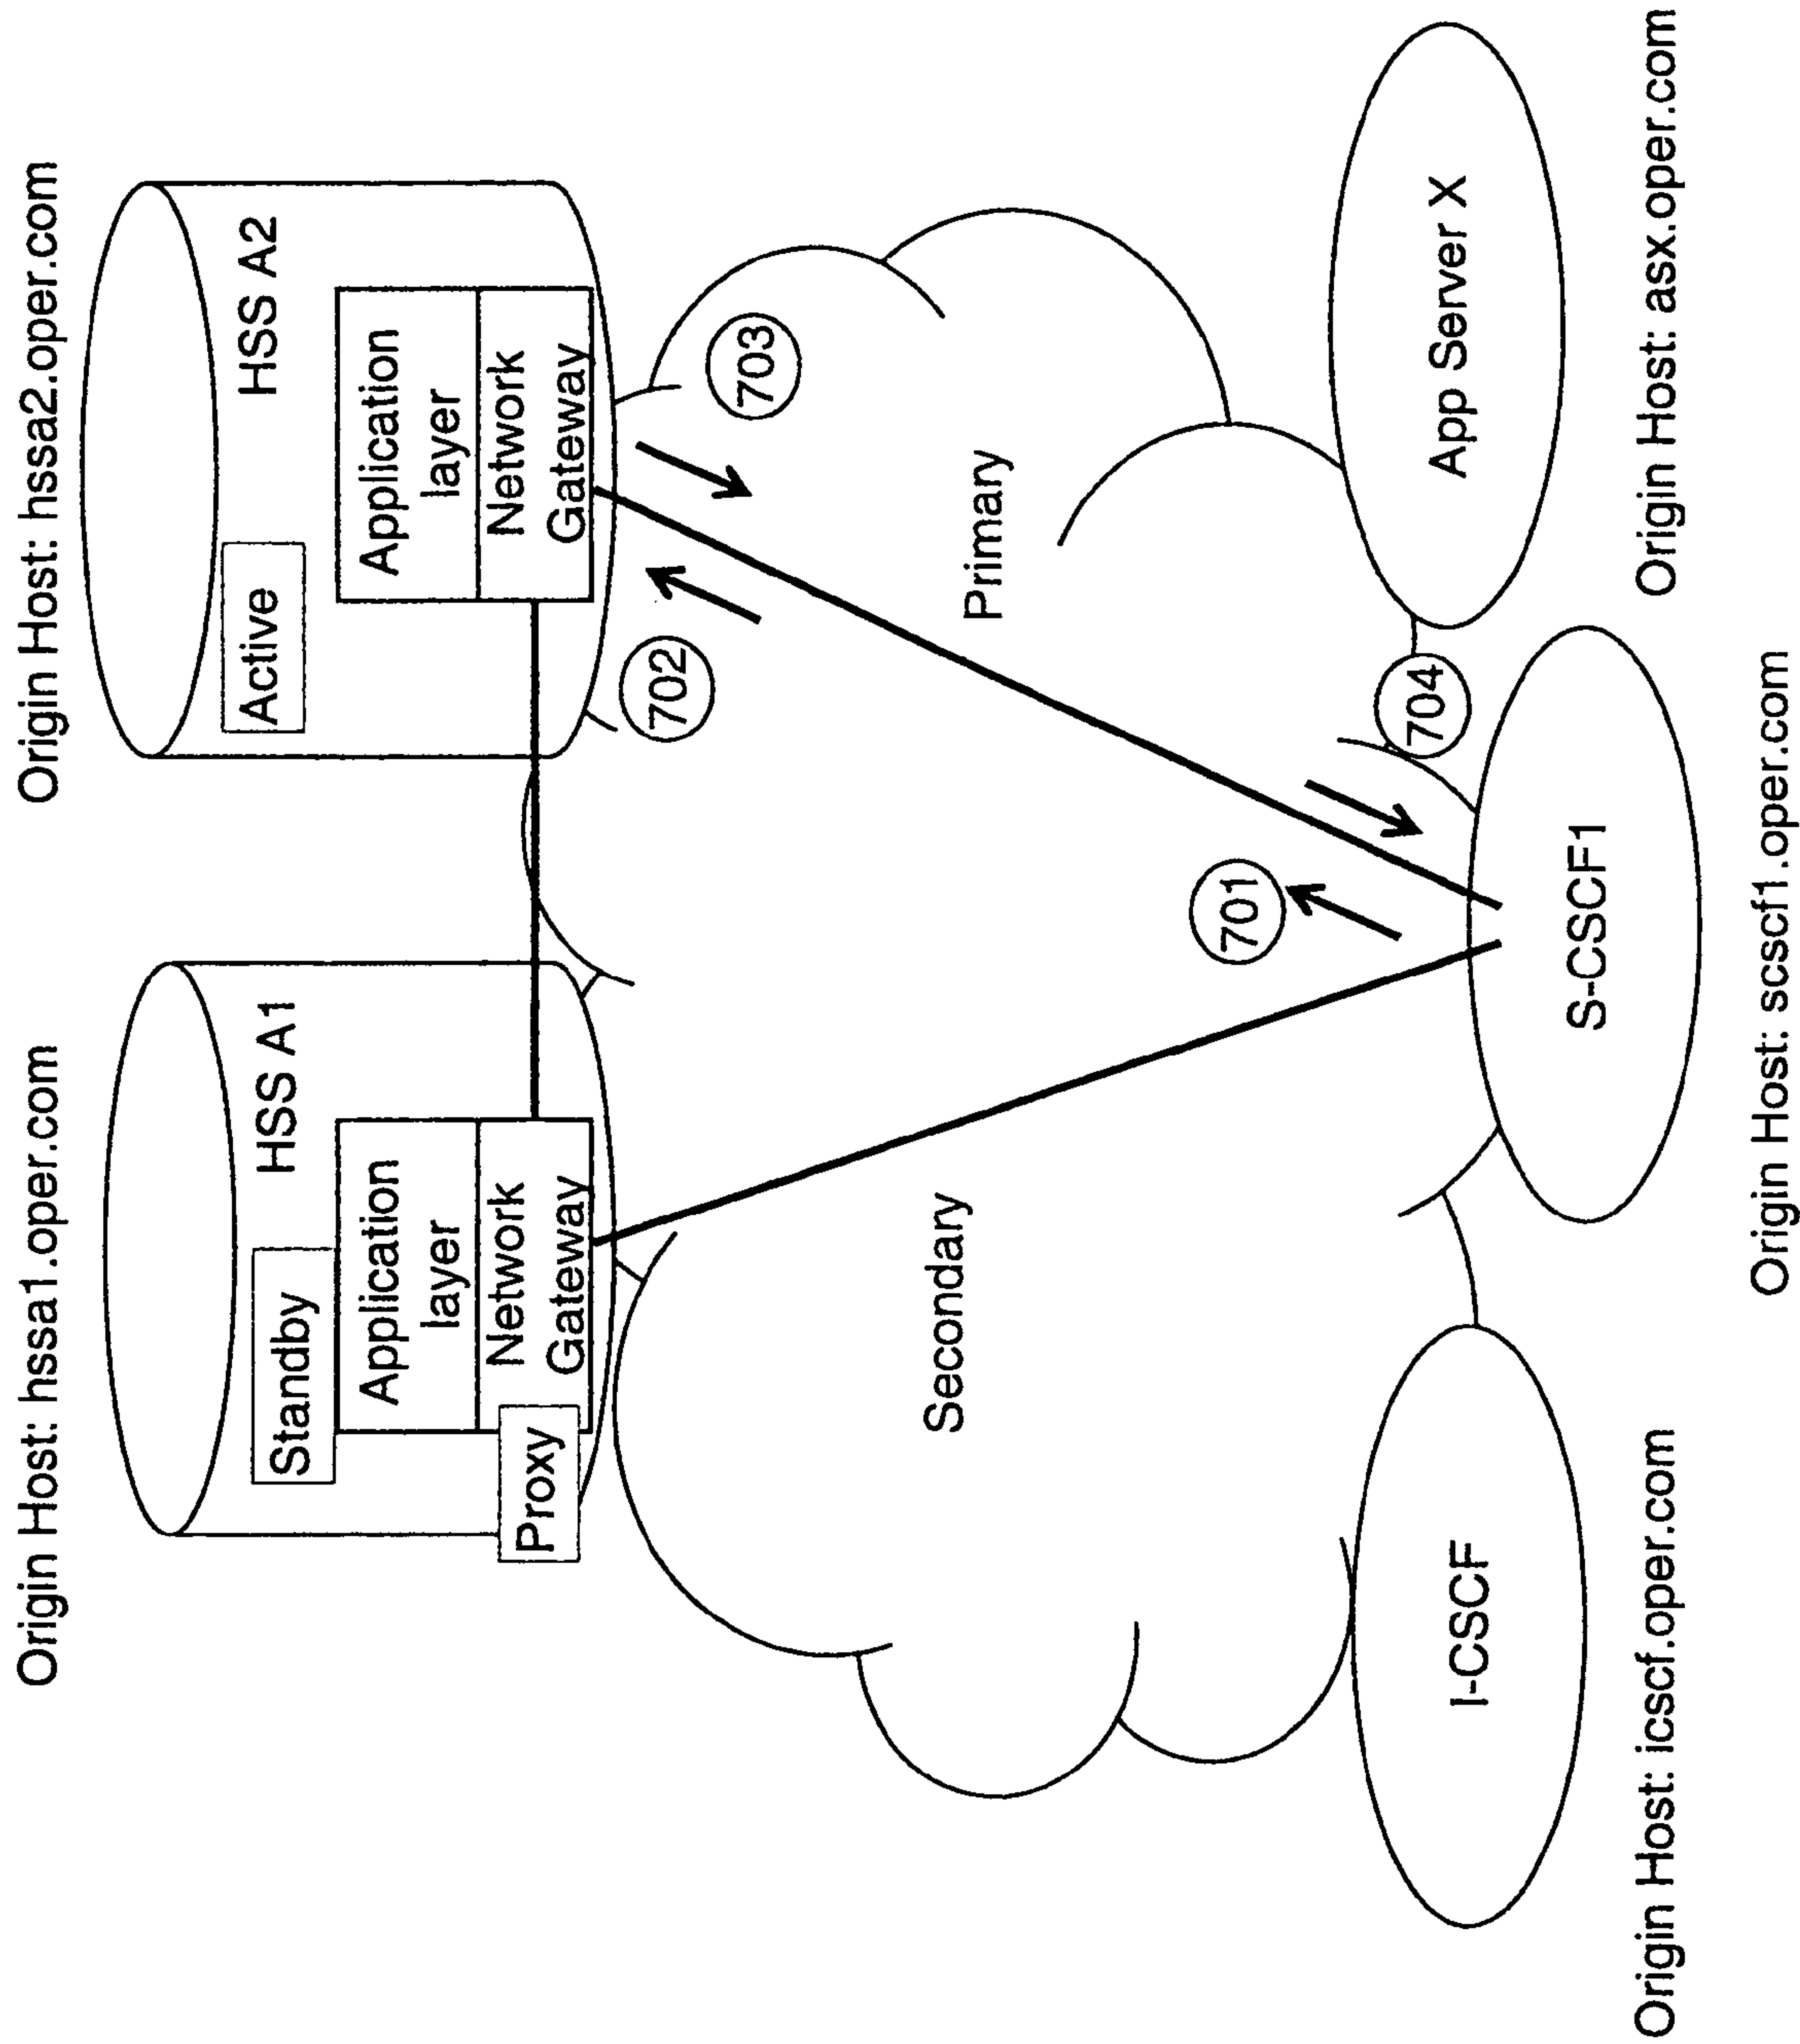 Origin Host: hssa1.oper.com
Origin Host: hssa2.oper.com
HSS A1
Standby
Application
layer
Network
Gateway
Proxy
HSS A2
Active
Application
layer
Network
Gateway
702
703
Secondary
Primary
701
704
I-CSCF
S-CSCF1
App Server X
Origin Host: icscf.oper.com
Origin Host: scscf1.oper.com
Origin Host: asx.oper.com